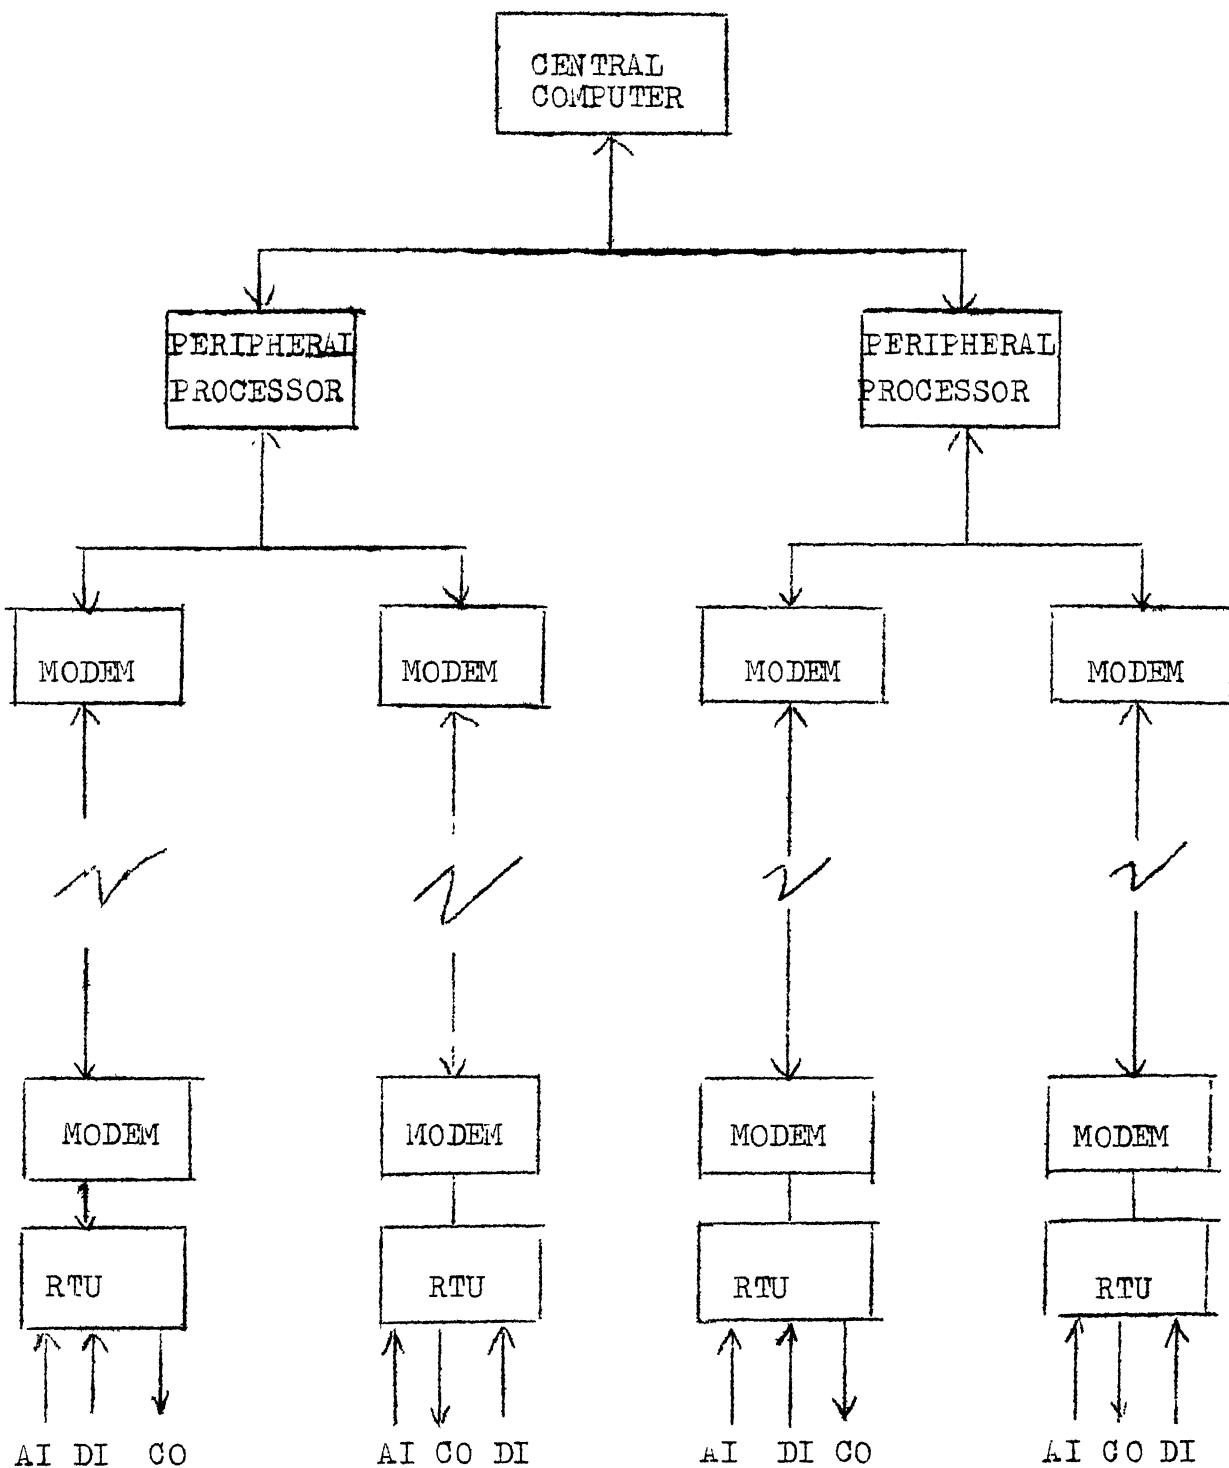 CENTRAL
COMPUTER
PERIPHERAL
PROCESSOR
PERIPHERAL
PROCESSOR
MODEM
MODEM
MODEM
MODEM
MODEM
MODEM
MODEM
MODEM
RTU
RTU
RTU
RTU
AI DI CO
AI CO DI
AI DI CO
AI CO DI